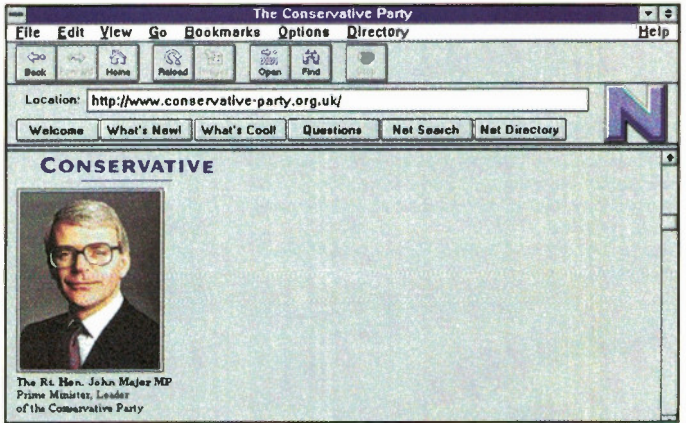 The Conservative Party
File Edit View Go Bookmarks Options Directory Help
Back Home Reload Open Find
Location: http://www.conservative-party.org.uk/
N
Welcome What's New! What's Cool! Questions Net Search Net Directory
CONSERVATIVE
The Rt. Hon. John Major MP
Prime Minister, Leader
of the Conservative Party